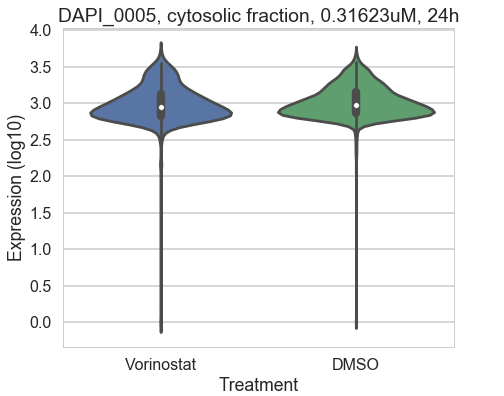 DAPI_0005, cytosolic fraction, 0.31623uM, 24h
Expression (log10)
4.0
3.5
3.0
2.5
2.0
1.5
1.0
0.5
0.0
Vorinostat DMSO
Treatment